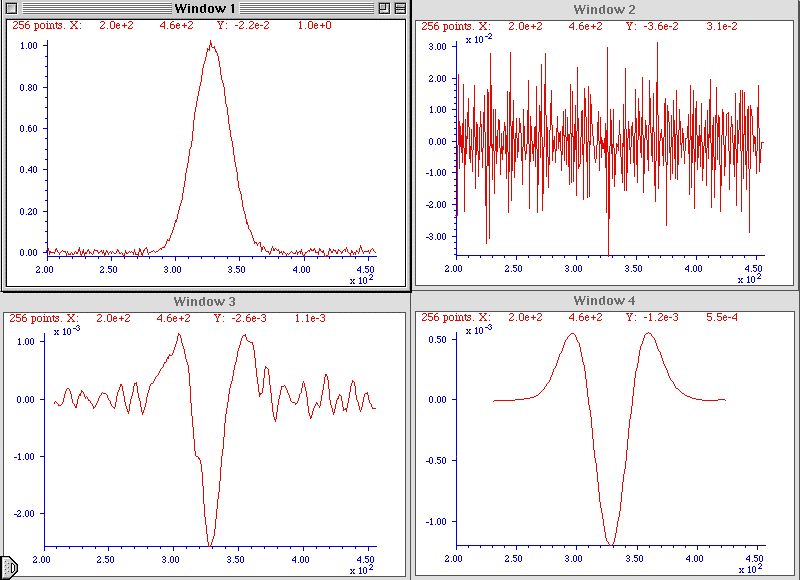 Window 1
256 points. X: 2.0e+2 4.6e+2 Y: -2.2e-2 1.0e+0
1.00
0.80
0.60
0.40
0.20
0.00
2.00 2.50 3.00 3.50 4.00 4.50
x 10^2
Window 2
256 points. X: 2.0e+2 4.6e+2 Y: -3.6e-2 3.1e-2
x 10^-2
3.00
2.00
1.00
0.00
-1.00
-2.00
-3.00
2.00 2.50 3.00 3.50 4.00 4.50
x 10^2
Window 3
256 points. X: 2.0e+2 4.6e+2 Y: -2.6e-3 1.1e-3
x 10^-3
1.00
0.00
-1.00
-2.00
2.00 2.50 3.00 3.50 4.00 4.50
x 10^2
Window 4
256 points. X: 2.0e+2 4.6e+2 Y: -1.2e-3 5.5e-4
x 10^-3
0.50
0.00
-0.50
-1.00
2.00 2.50 3.00 3.50 4.00 4.50
x 10^2